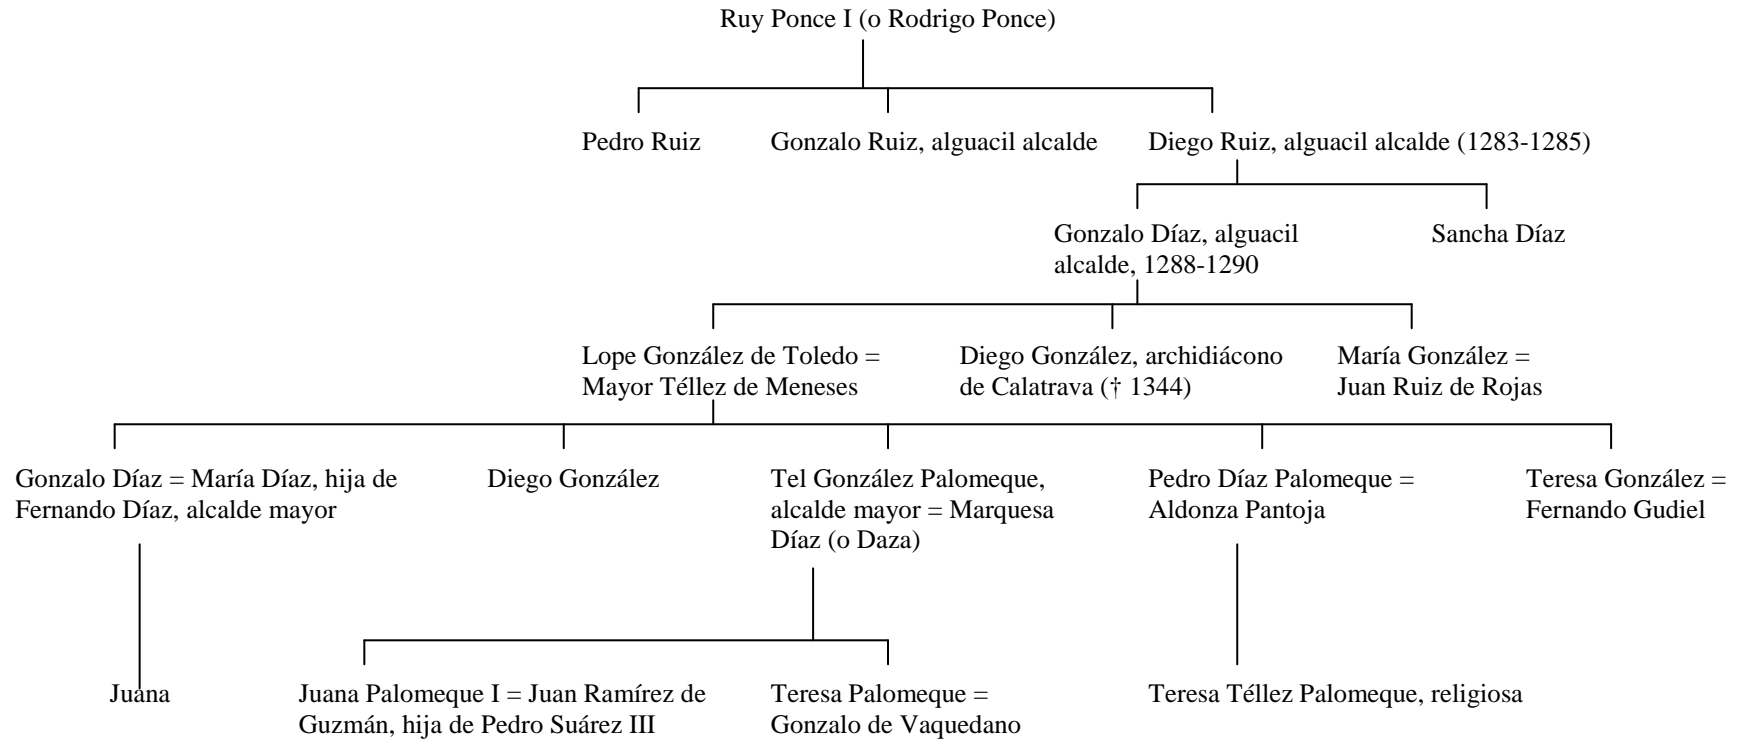 Ruy Ponce I (o Rodrigo Ponce)
Pedro Ruiz
Gonzalo Ruiz, alguacil alcalde
Diego Ruiz, alguacil alcalde (1283-1285)
Gonzalo Díaz, alguacil
alcalde, 1288-1290
Sancha Díaz
Lope González de Toledo =
Mayor Téllez de Meneses
Diego González, archidiácono
de Calatrava († 1344)
María González =
Juan Ruiz de Rojas
Gonzalo Díaz = María Díaz, hija de
Fernando Díaz, alcalde mayor
Diego González
Tel González Palomeque,
alcalde mayor = Marquesa
Díaz (o Daza)
Pedro Díaz Palomeque =
Aldonza Pantoja
Teresa González =
Fernando Gudiel
Juana
Juana Palomeque I = Juan Ramírez de
Guzmán, hija de Pedro Suárez III
Teresa Palomeque =
Gonzalo de Vaquedano
Teresa Téllez Palomeque, religiosa